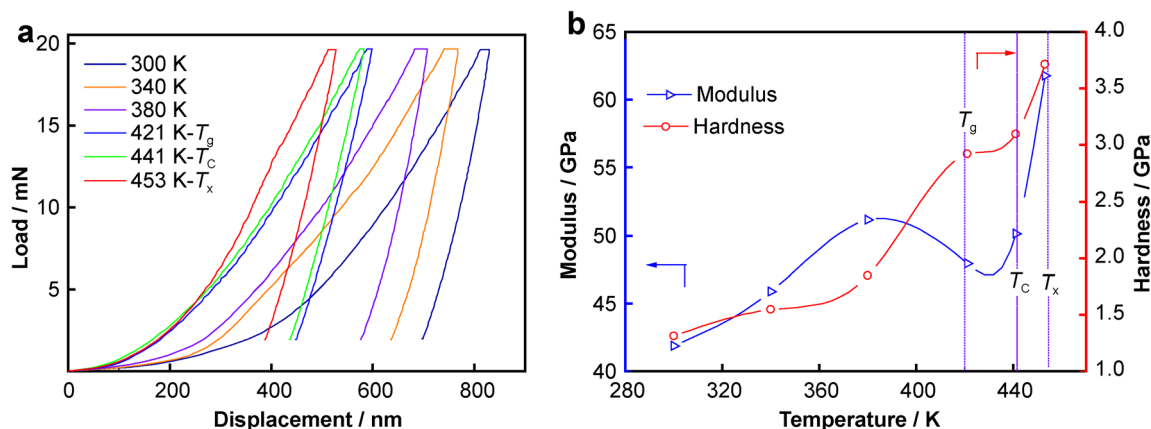 a
20
15
10
5
0
200
400
600
800
Load / mN
Displacement / nm
300 K
340 K
380 K
421 K-Tg
441 K-TC
453 K-Tx
b
65
60
55
50
45
40
Modulus / GPa
4.0
3.5
3.0
2.5
2.0
1.5
1.0
Hardness / GPa
Modulus
Hardness
Tg
TC
Tx
280
320
360
400
440
Temperature / K